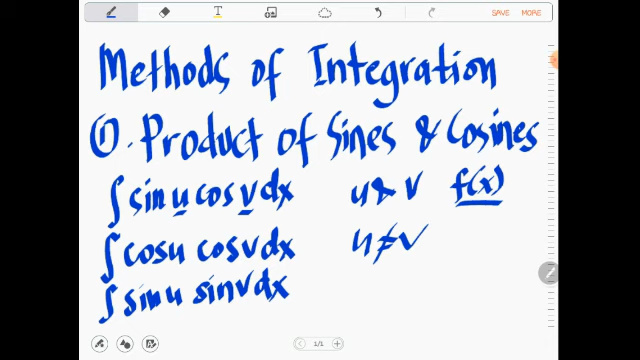 SAVE MORE
Methods of Integration
①. Product of Sines & Cosines
∫ sin u cos v dx u & v f(x)
∫ cos u cos v dx u ≠ v
∫ sin u sin v dx
1/1